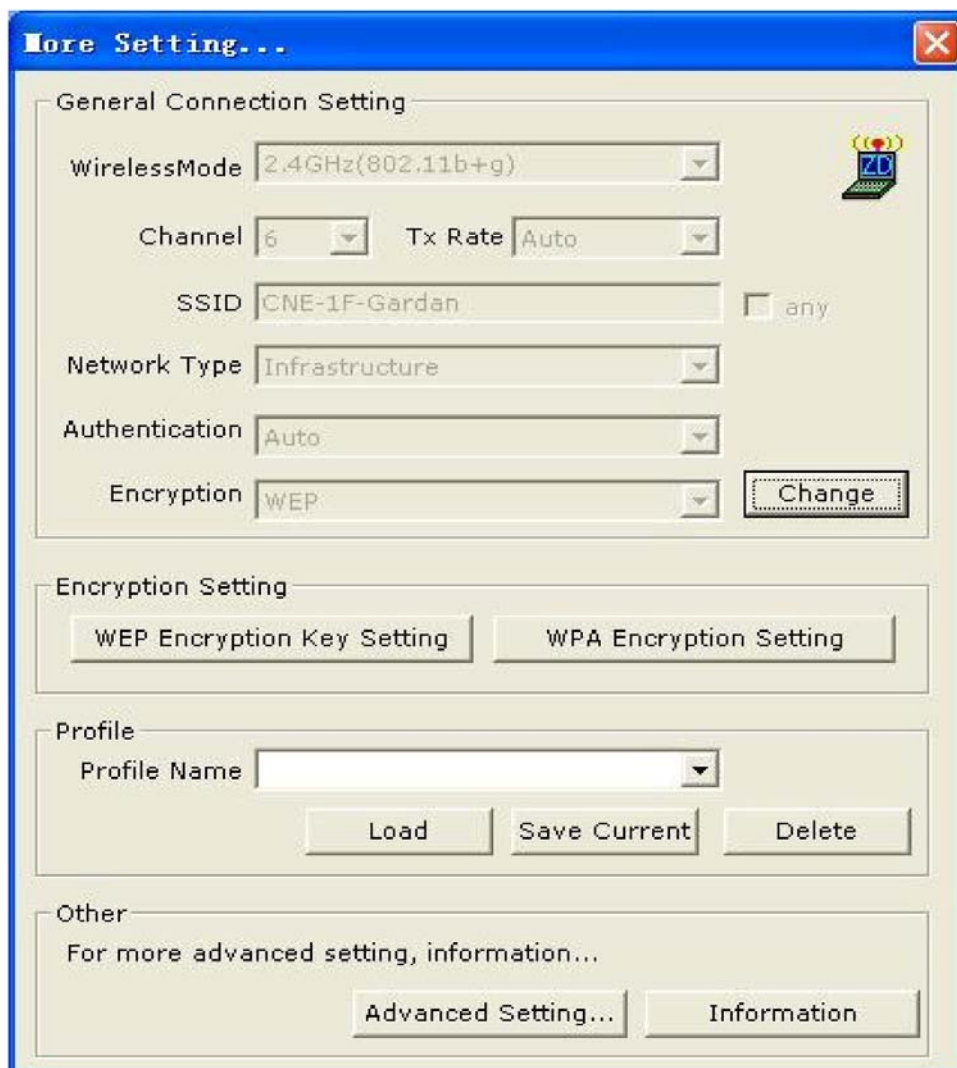 More Setting...
General Connection Setting
WirelessMode 2.4GHz(802.11b+g)
ZD
Channel 6 Tx Rate Auto
SSID CNE-1F-Gardan any
Network Type Infrastructure
Authentication Auto
Encryption WEP Change
Encryption Setting
WEP Encryption Key Setting WPA Encryption Setting
Profile
Profile Name
Load Save Current Delete
Other
For more advanced setting, information...
Advanced Setting... Information